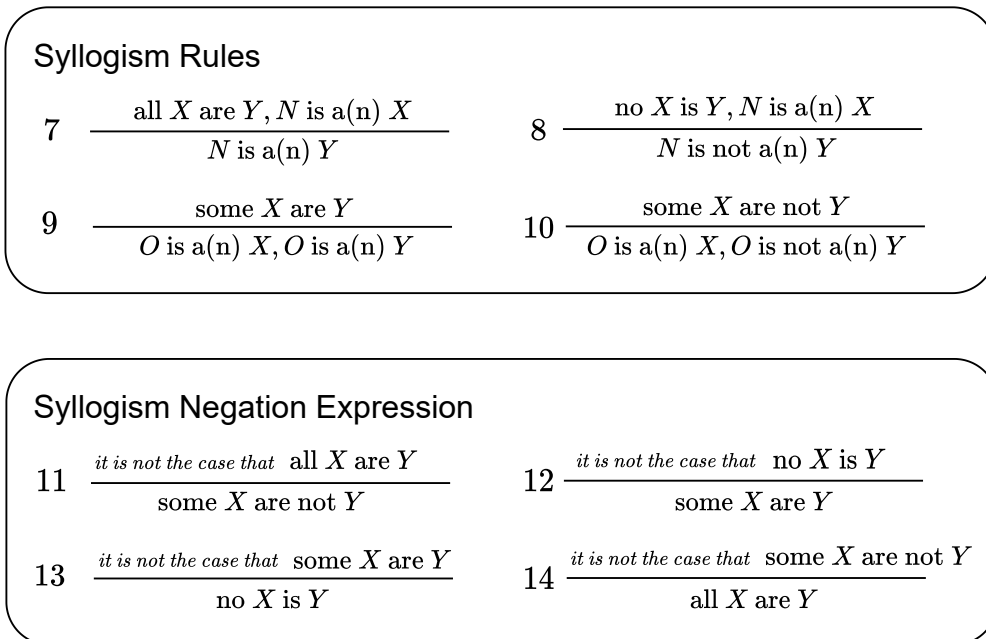 Syllogism Rules
7 all X are Y, N is a(n) X
N is a(n) Y
8 no X is Y, N is a(n) X
N is not a(n) Y
9 some X are Y
O is a(n) X, O is a(n) Y
10 some X are not Y
O is a(n) X, O is not a(n) Y
Syllogism Negation Expression
11 it is not the case that all X are Y
some X are not Y
12 it is not the case that no X is Y
some X are Y
13 it is not the case that some X are Y
no X is Y
14 it is not the case that some X are not Y
all X are Y